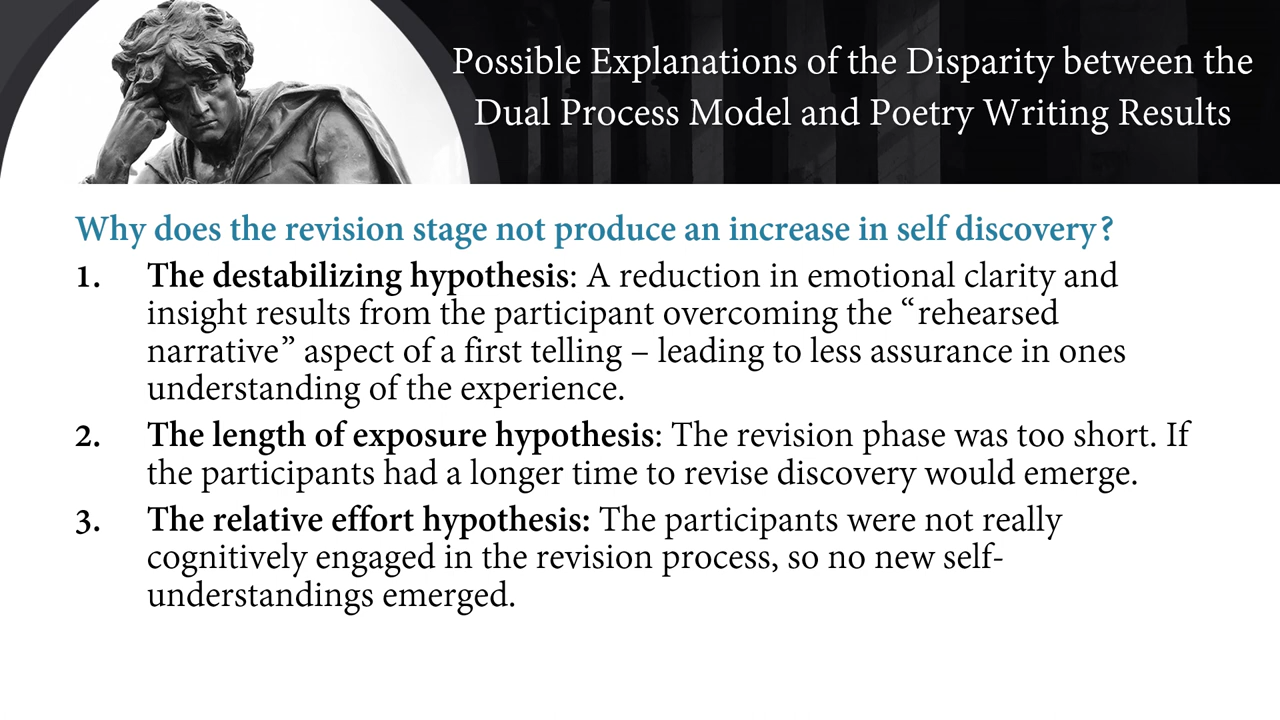 Possible Explanations of the Disparity between the
Dual Process Model and Poetry Writing Results
Why does the revision stage not produce an increase in self discovery?
1. The destabilizing hypothesis: A reduction in emotional clarity and
insight results from the participant overcoming the “rehearsed
narrative” aspect of a first telling – leading to less assurance in ones
understanding of the experience.
2. The length of exposure hypothesis: The revision phase was too short. If
the participants had a longer time to revise discovery would emerge.
3. The relative effort hypothesis: The participants were not really
cognitively engaged in the revision process, so no new self-
understandings emerged.